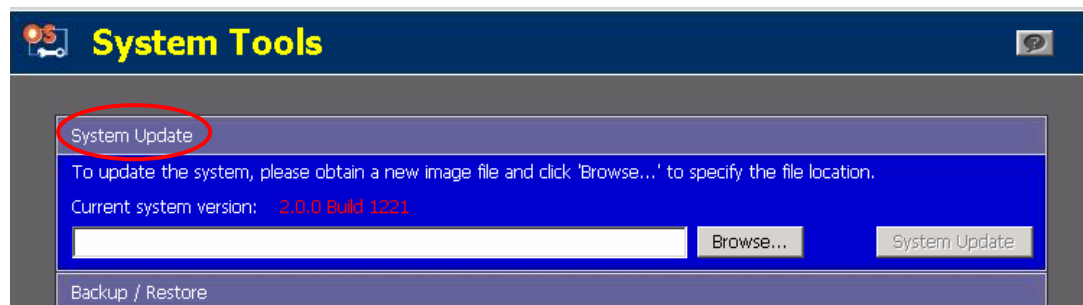 OS
System Tools
System Update
To update the system, please obtain a new image file and click 'Browse...' to specify the file location.
Current system version: 2.0.0 Build 1221
Browse... System Update
Backup / Restore